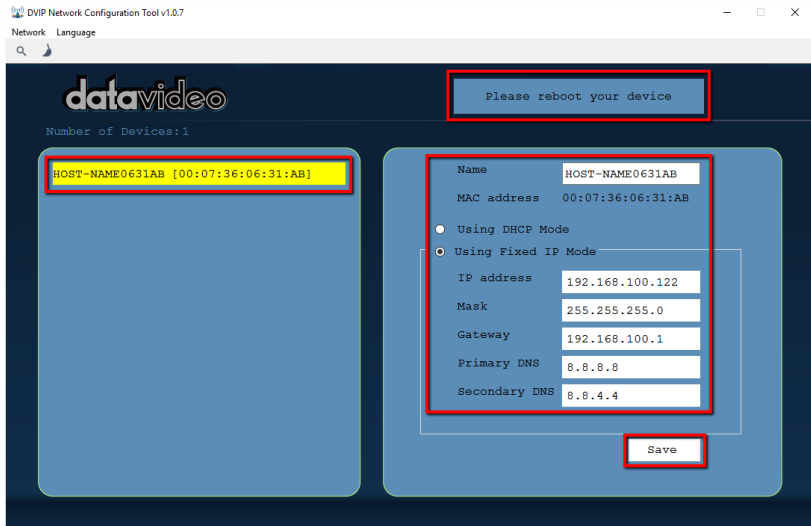 DVIP Network Configuration Tool v1.0.7
Network Language
datavideo
Please reboot your device
Number of Devices:1
HOST-NAME0631AB [00:07:36:06:31:AB]
Name HOST-NAME0631AB
MAC address 00:07:36:06:31:AB
Using DHCP Mode
Using Fixed IP Mode
IP address 192.168.100.122
Mask 255.255.255.0
Gateway 192.168.100.1
Primary DNS 8.8.8.8
Secondary DNS 8.8.4.4
Save